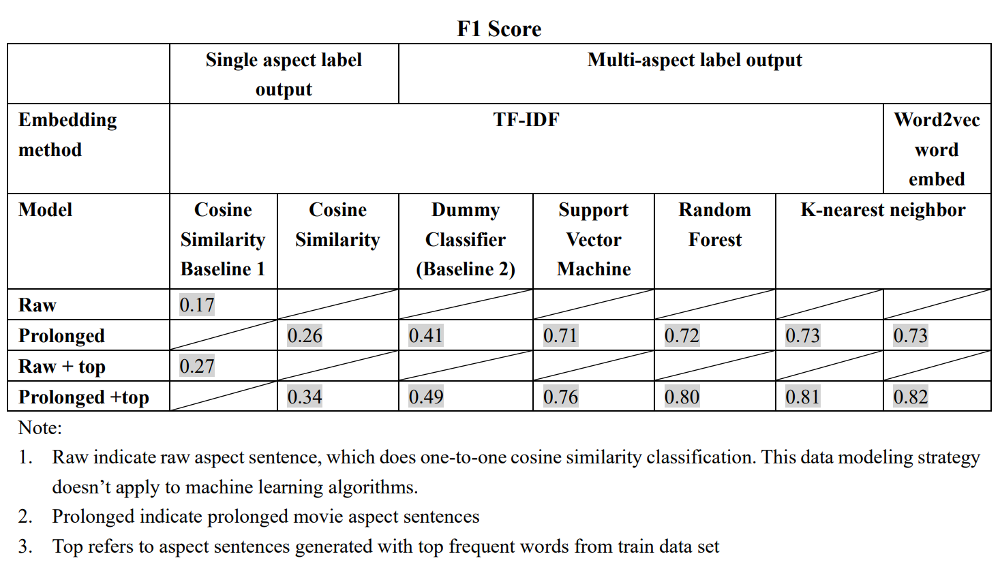 F1 Score
Single aspect label
output
Multi-aspect label output
Embedding
method
TF-IDF
Word2vec
word
embed
Model
Cosine
Similarity
Baseline 1
Cosine
Similarity
Dummy
Classifier
(Baseline 2)
Support
Vector
Machine
Random
Forest
K-nearest neighbor
Raw 0.17
Prolonged 0.26 0.41 0.71 0.72 0.73 0.73
Raw + top 0.27
Prolonged +top 0.34 0.49 0.76 0.80 0.81 0.82
Note:
1. Raw indicate raw aspect sentence, which does one-to-one cosine similarity classification. This data modeling strategy
doesn’t apply to machine learning algorithms.
2. Prolonged indicate prolonged movie aspect sentences
3. Top refers to aspect sentences generated with top frequent words from train data set